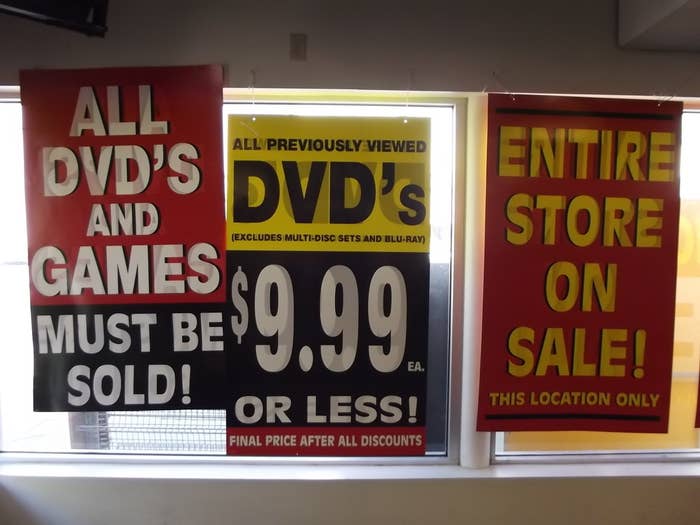 ALL
DVD'S
AND
GAMES
MUST BE
SOLD!
ALL PREVIOUSLY VIEWED
DVD's
(EXCLUDES MULTI-DISC SETS AND BLU-RAY)
$9.99 EA.
OR LESS!
FINAL PRICE AFTER ALL DISCOUNTS
ENTIRE
STORE
ON
SALE!
THIS LOCATION ONLY